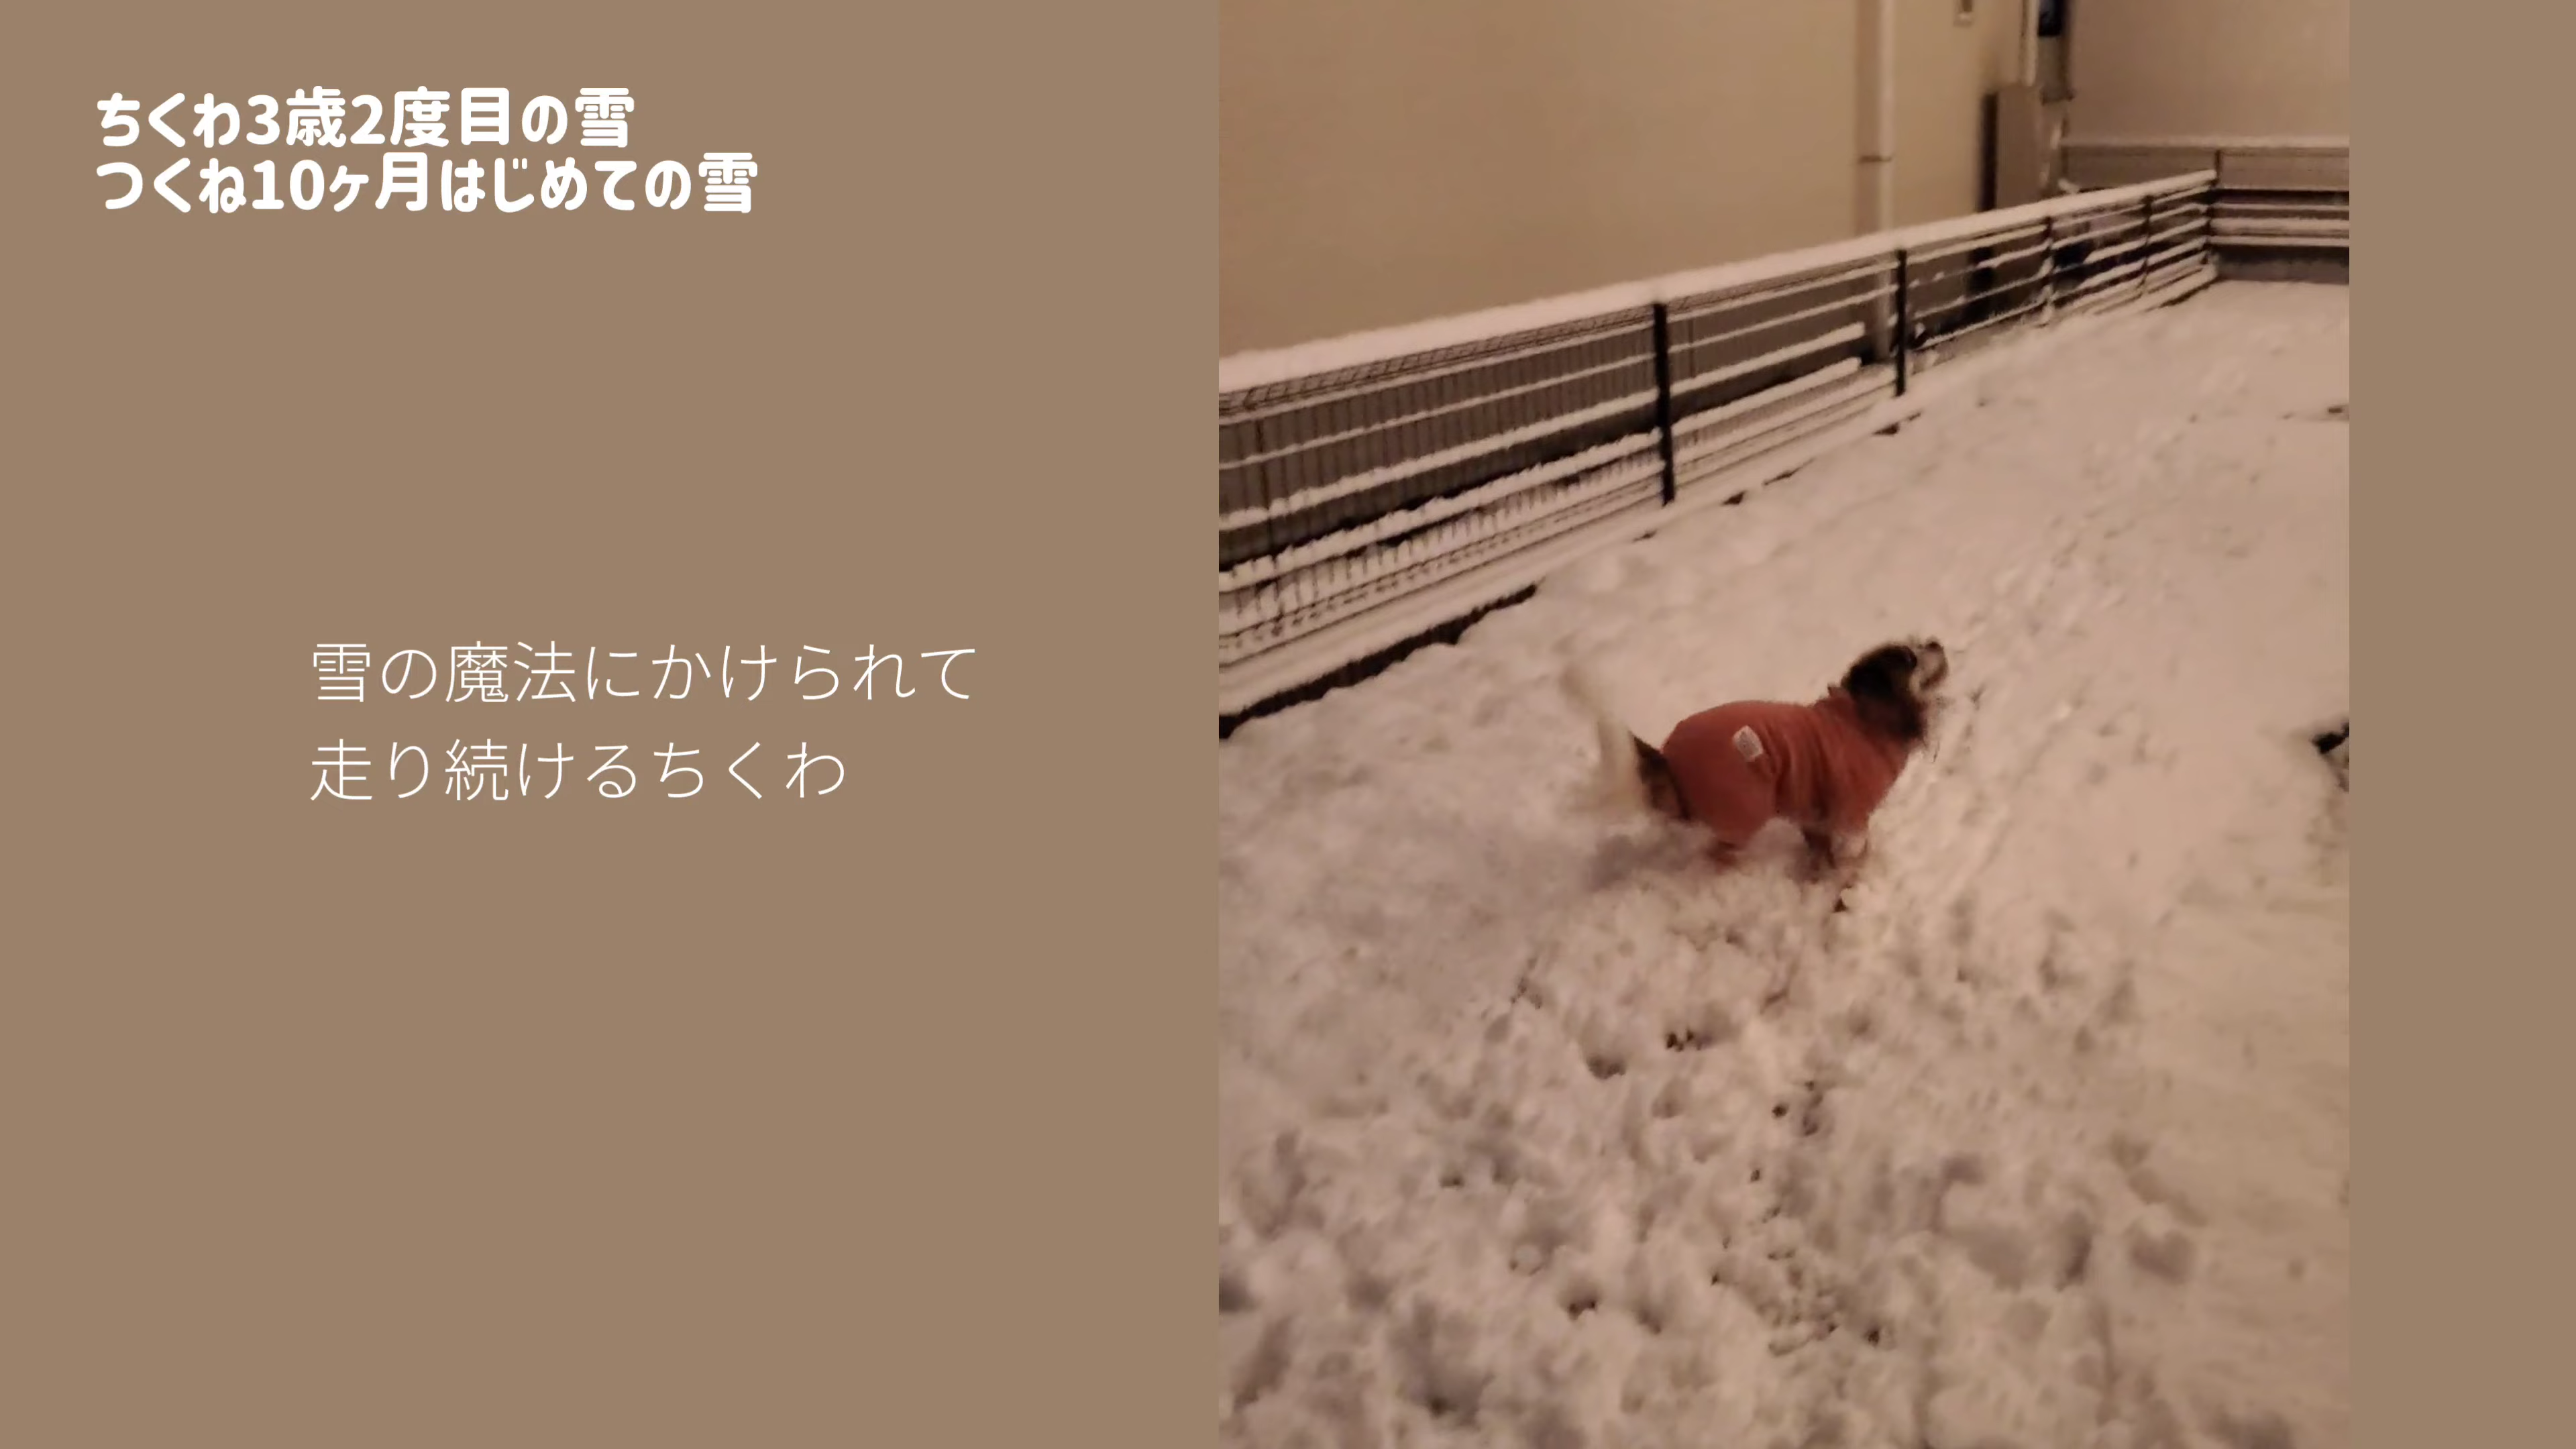 ちくわ3歳2度目の雪
つくね10ヶ月はじめての雪
雪の魔法にかけられて
走り続けるちくわ